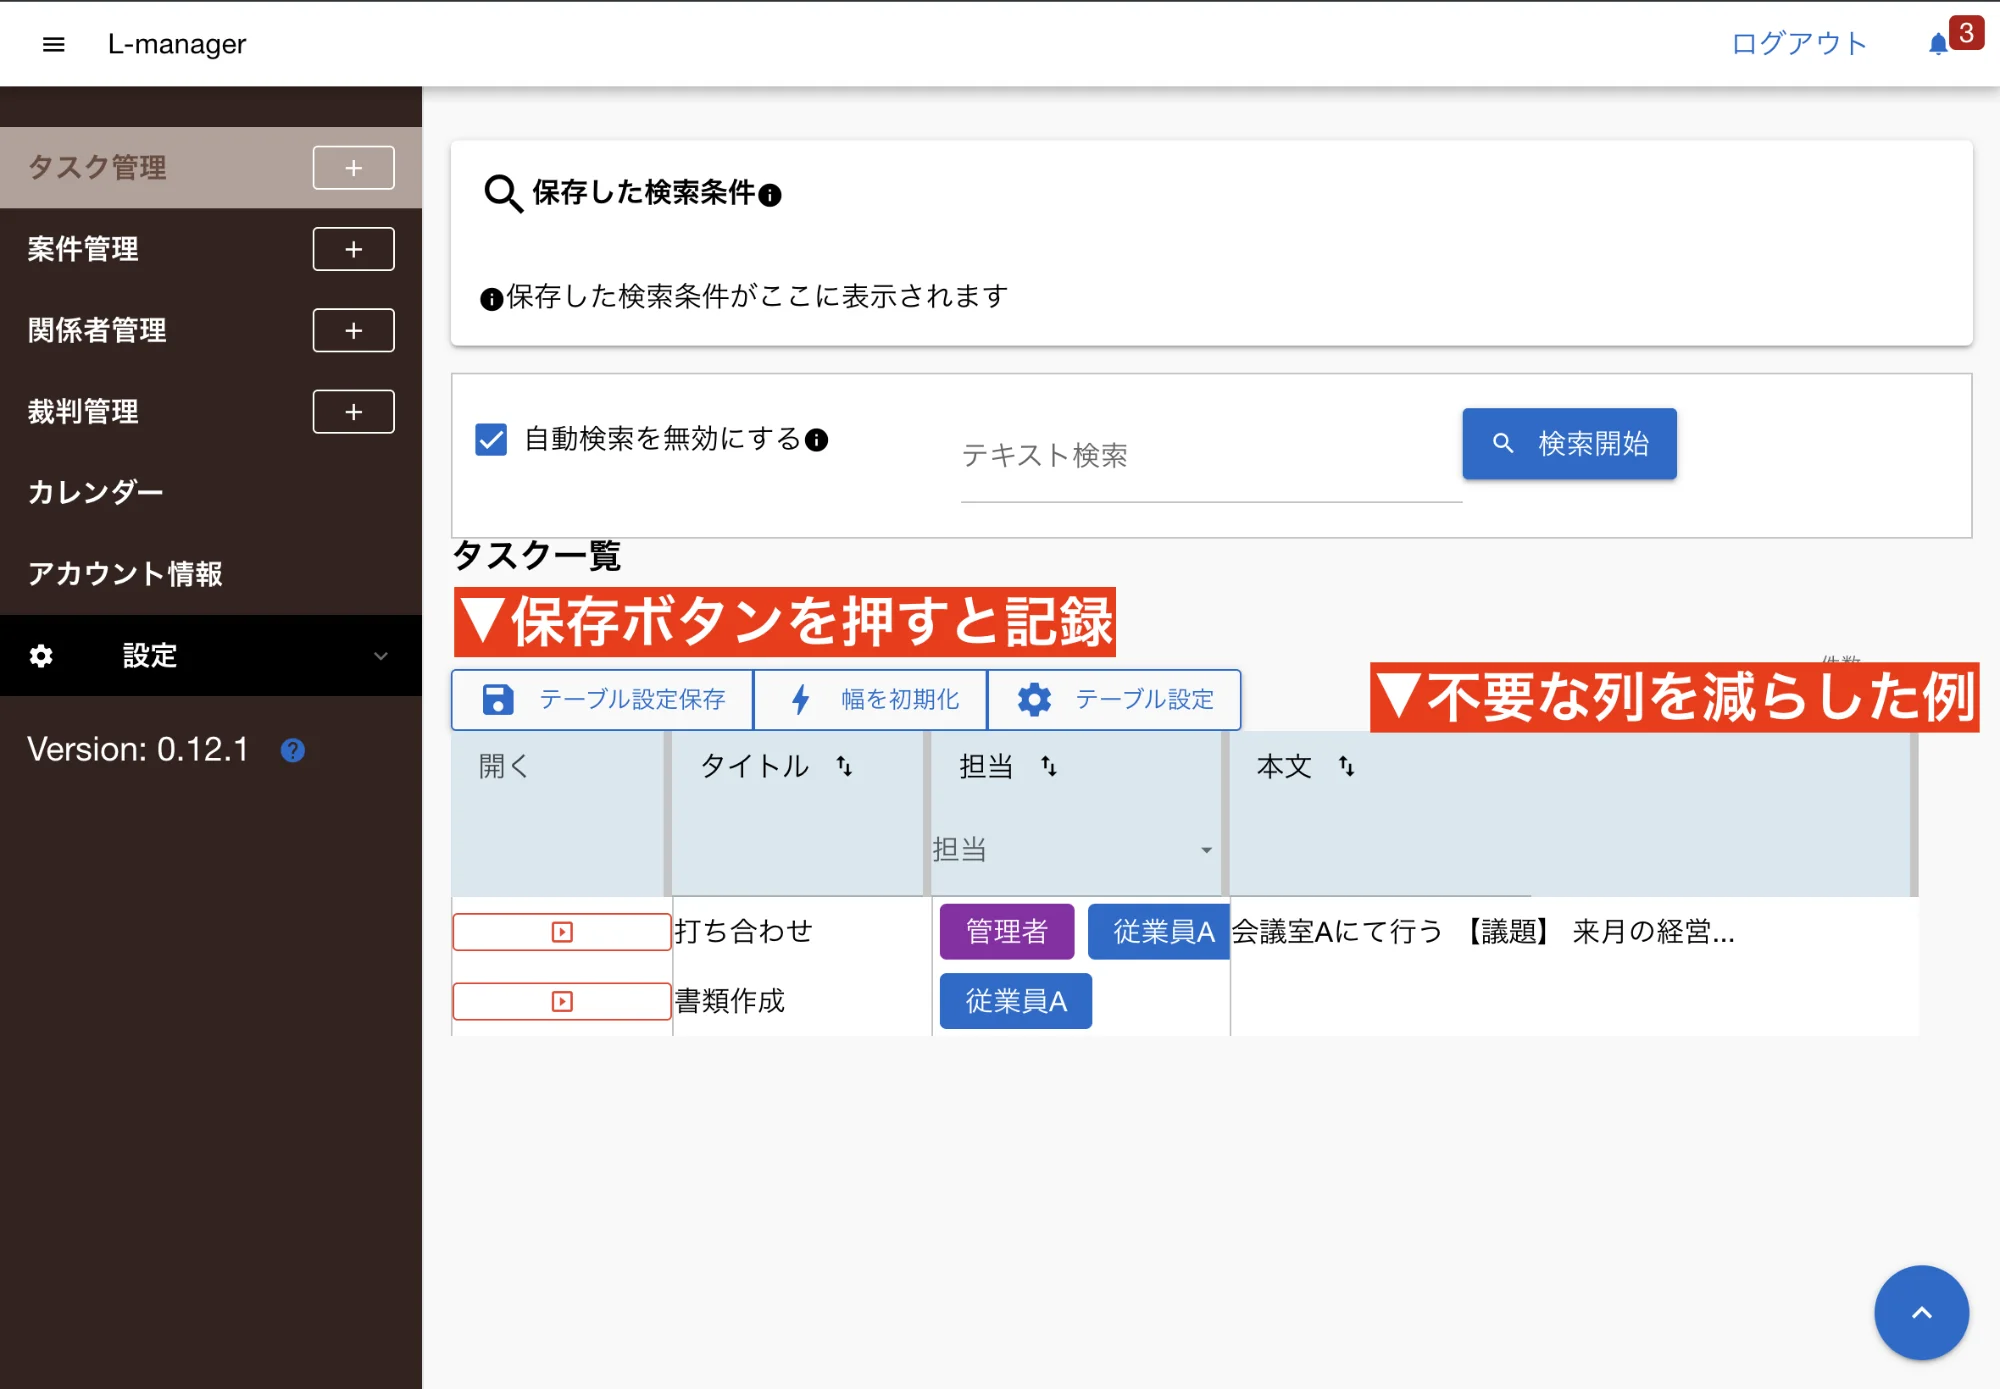 L-manager
ログアウト
3
タスク管理
案件管理
関係者管理
裁判管理
カレンダー
アカウント情報
設定
Version: 0.12.1
保存した検索条件
保存した検索条件がここに表示されます
自動検索を無効にする
テキスト検索
検索開始
タスク一覧
▼保存ボタンを押すと記録
テーブル設定保存
幅を初期化
テーブル設定
▼不要な列を減らした例
開く
タイトル
担当
本文
担当
打ち合わせ
管理者
従業員A
会議室Aにて行う 【議題】 来月の経営...
書類作成
従業員A